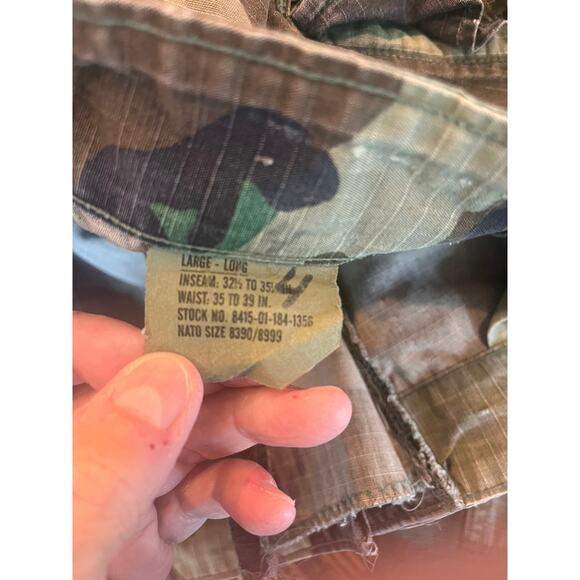 LARGE - LONG
INSEAM: 32½ TO 35½ IN.
WAIST: 35 TO 39 IN.
STOCK NO. 8415-01-184-1356
NATO SIZE 8390/8999